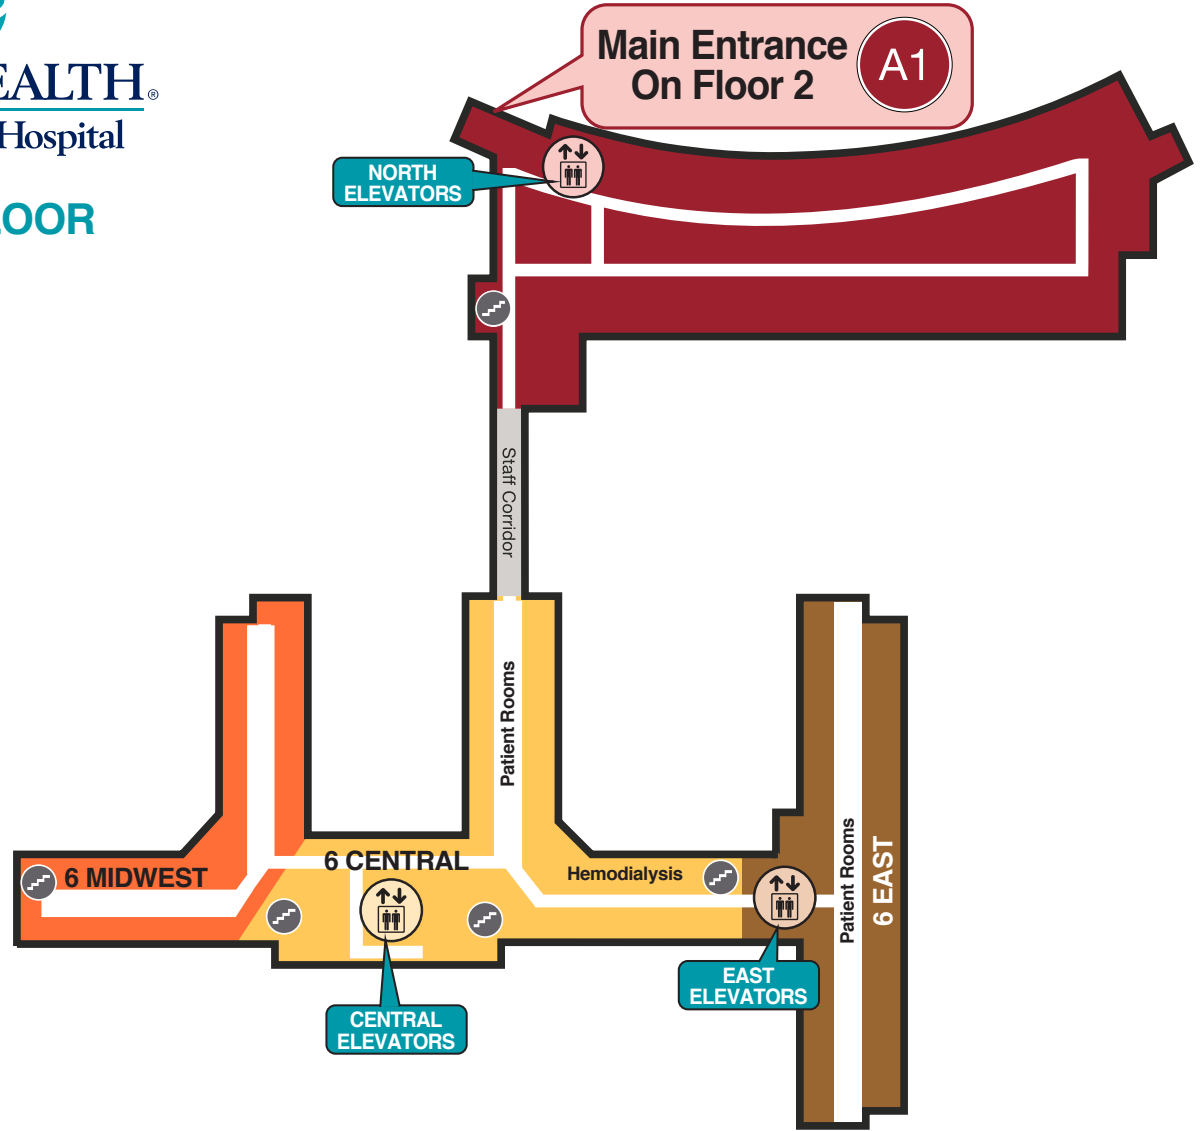 EALTH®
Hospital
LOOR
Main Entrance
On Floor 2
A1
NORTH
ELEVATORS
Staff Corridor
Patient Rooms
6 MIDWEST
6 CENTRAL
Hemodialysis
Patient Rooms
6 EAST
EAST
ELEVATORS
CENTRAL
ELEVATORS